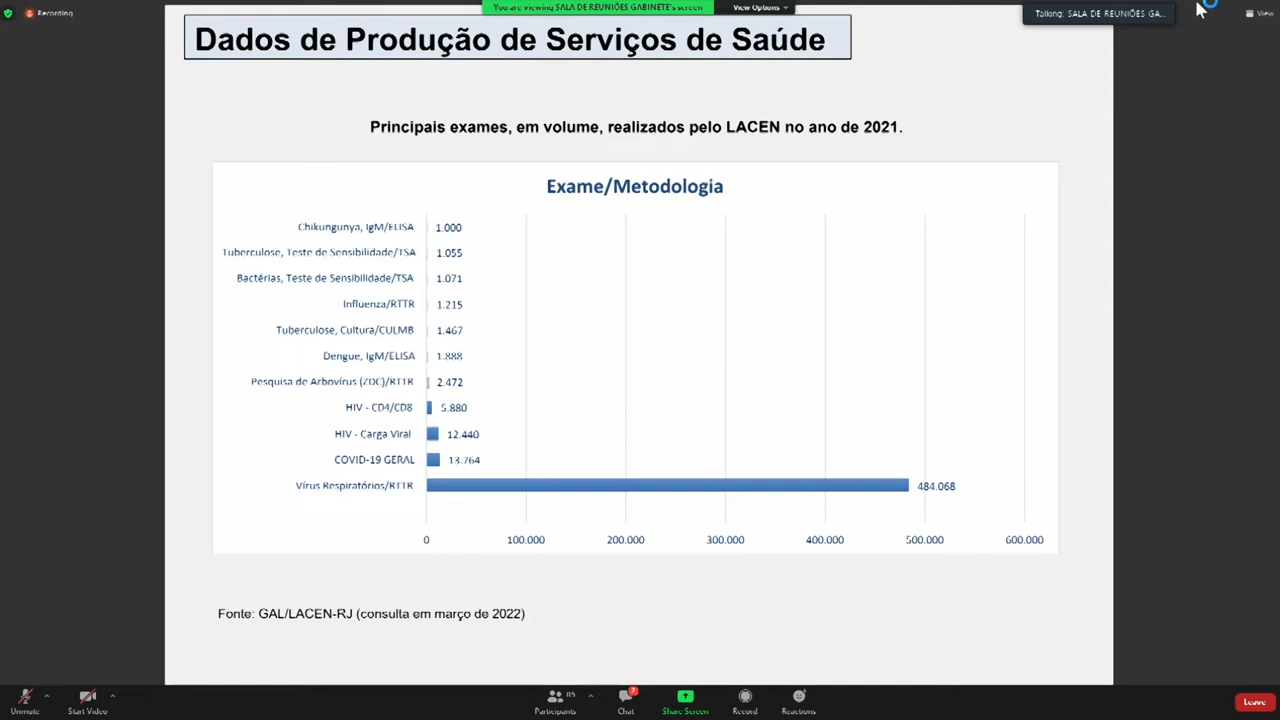 Recording
You are viewing SALA DE REUNIÕES GABINETE's screen
View Options
Talking: SALA DE REUNIÕES GA...
View
Dados de Produção de Serviços de Saúde
Principais exames, em volume, realizados pelo LACEN no ano de 2021.
Exame/Metodologia
Chikungunya, IgM/ELISA 1.000
Tuberculose, Teste de Sensibilidade/TSA 1.055
Bactérias, Teste de Sensibilidade/TSA 1.071
Influenza/RTTR 1.215
Tuberculose, Cultura/CULMB 1.467
Dengue, IgM/ELISA 1.888
Pesquisa de Arbovírus (ZDC)/RTTR 2.472
HIV - CD4/CD8 5.880
HIV - Carga Viral 12.440
COVID-19 GERAL 13.764
Vírus Respiratórios/RTTR 484.068
0 100.000 200.000 300.000 400.000 500.000 600.000
Fonte: GAL/LACEN-RJ (consulta em março de 2022)
Unmute
Start Video
Participants
85
Chat
7
Share Screen
Record
Reactions
Leave